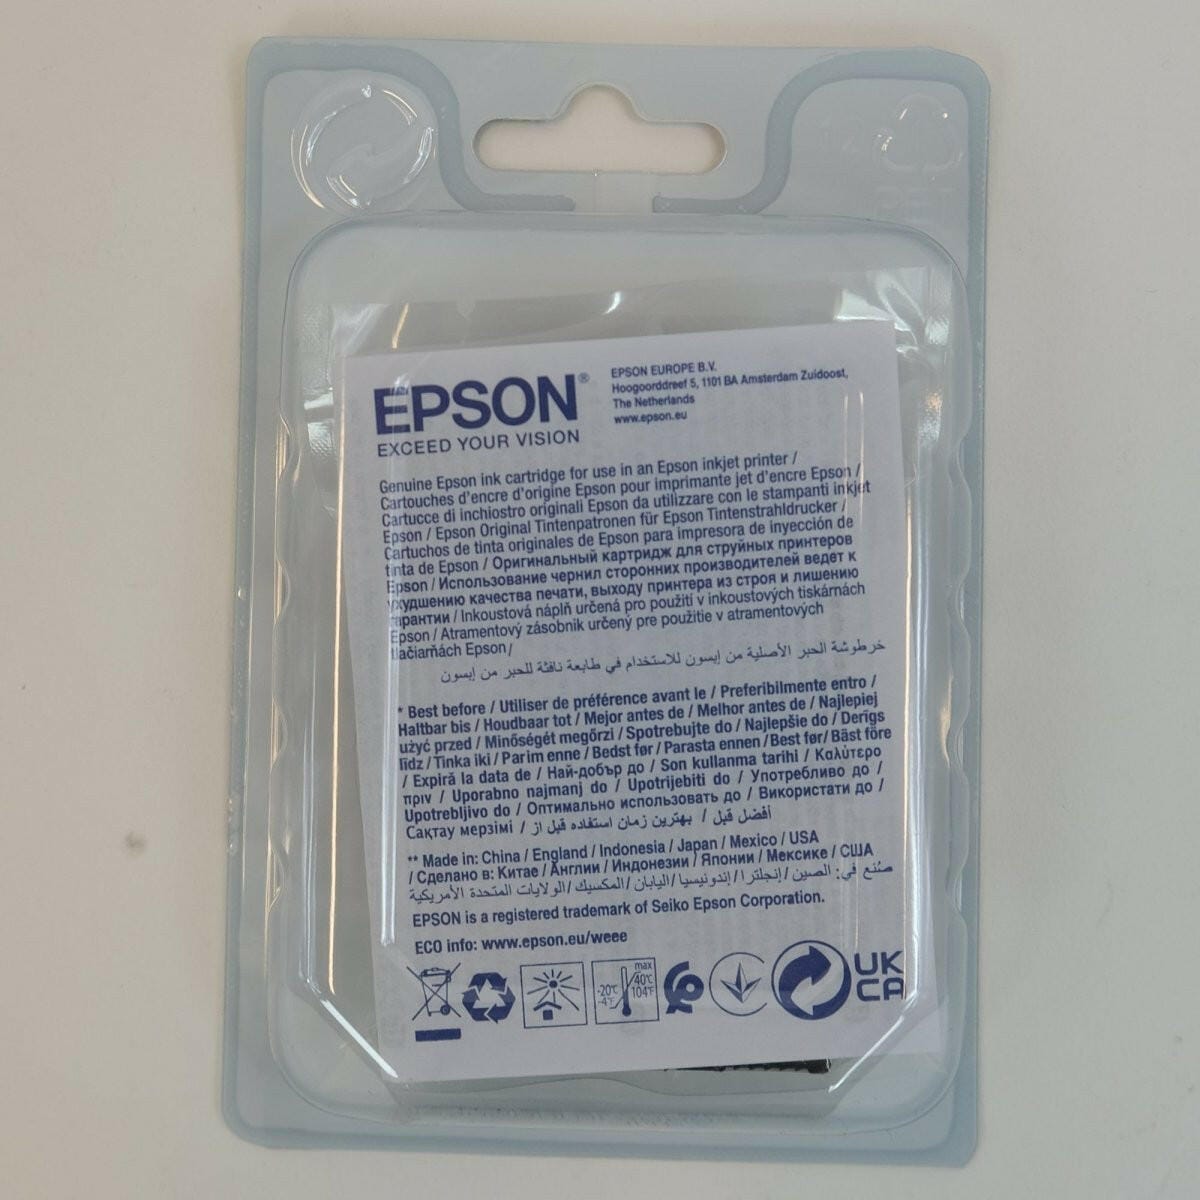 EPSON®
EXCEED YOUR VISION
EPSON EUROPE B.V.
Hoogoorddreef 5, 1101 BA Amsterdam Zuidoost,
The Netherlands
www.epson.eu
Genuine Epson ink cartridge for use in an Epson inkjet printer /
Cartouches d'encre d'origine Epson pour imprimante jet d'encre Epson /
Cartucce di inchiostro originali Epson da utilizzare con le stampanti inkjet
Epson / Epson Original Tintenpatronen für Epson Tintenstrahldrucker /
Cartuchos de tinta originales de Epson para impresora de inyección de
tinta de Epson / Оригинальный картридж для струйных принтеров
Epson / Использование чернил сторонних производителей ведет к
ухудшению качества печати, выходу принтера из строя и лишению
гарантии / Inkoustová náplň určená pro použití v inkoustových tiskárnách
Epson / Atramentový zásobnik určený pre použitie v atramentových
tlačiarňách Epson /
خرطوشة الحبر الأصلية من إبسون للاستخدام في طابعة نافثة للحبر من إبسون
* Best before / Utiliser de préférence avant le / Preferibilmente entro /
Haltbar bis / Houdbaar tot / Mejor antes de / Melhor antes de / Najlepiej
użyć przed / Minőségét megőrzi / Spotrebujte do / Najlepšie do / Derīgs
līdz / Tinka iki / Parim enne / Bedst før / Parasta ennen / Best før/ Bäst före
/ Expiră la data de / Най-добър до / Son kullanma tarihi / Καλύτερο
πριν / Uporabno najmanj do / Upotrijebiti do / Употребливо до /
Upotrebljivo do / Оптимально использовать до / Використати до /
Сақтау мерзімі / أفضل قبل / بهترین زمان استفاده قبل از
** Made in: China / England / Indonesia / Japan / Mexico / USA
/ Сделано в: Китае / Англии / Индонезии / Японии / Мексике / США
صُنع في: الصين/إنجلترا/إندونيسيا/اليابان/المكسيك/الولايات المتحدة الأمريكية
EPSON is a registered trademark of Seiko Epson Corporation.
ECO info: www.epson.eu/weee
-20°C
-4°F
max
40°C
104°F
UK
CA